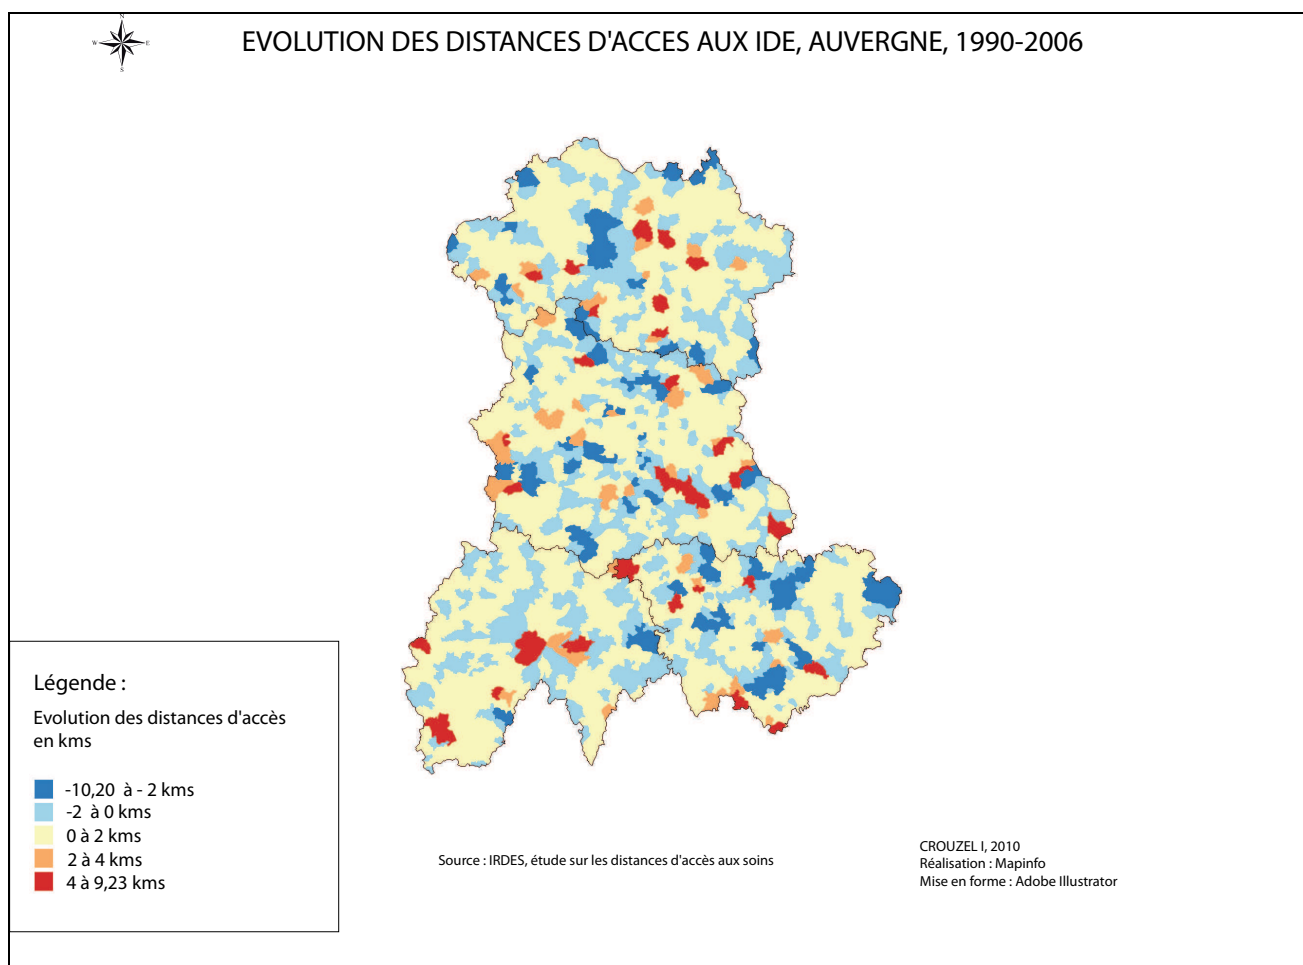 N
W E
S
EVOLUTION DES DISTANCES D'ACCES AUX IDE, AUVERGNE, 1990-2006
Légende :
Evolution des distances d'accès
en kms
-10,20 à - 2 kms
-2 à 0 kms
0 à 2 kms
2 à 4 kms
4 à 9,23 kms
Source : IRDES, étude sur les distances d'accès aux soins
CROUZEL I, 2010
Réalisation : Mapinfo
Mise en forme : Adobe Illustrator